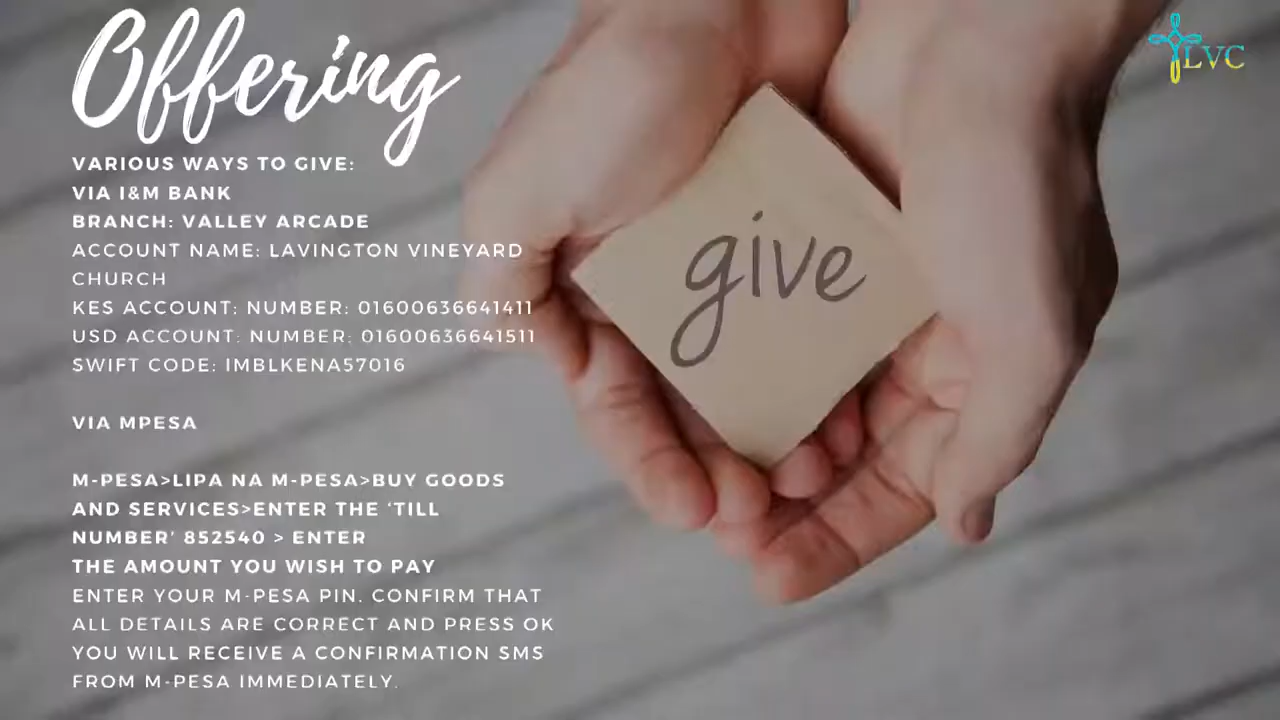 Offering
VARIOUS WAYS TO GIVE:
VIA I&M BANK
BRANCH: VALLEY ARCADE
ACCOUNT NAME: LAVINGTON VINEYARD
CHURCH
KES ACCOUNT: NUMBER: 01600636641411
USD ACCOUNT: NUMBER: 01600636641511
SWIFT CODE: IMBLKENA57016
VIA MPESA
M-PESA>LIPA NA M-PESA>BUY GOODS
AND SERVICES>ENTER THE ‘TILL
NUMBER’ 852540 > ENTER
THE AMOUNT YOU WISH TO PAY
ENTER YOUR M-PESA PIN. CONFIRM THAT
ALL DETAILS ARE CORRECT AND PRESS OK
YOU WILL RECEIVE A CONFIRMATION SMS
FROM M-PESA IMMEDIATELY.
give
LVC